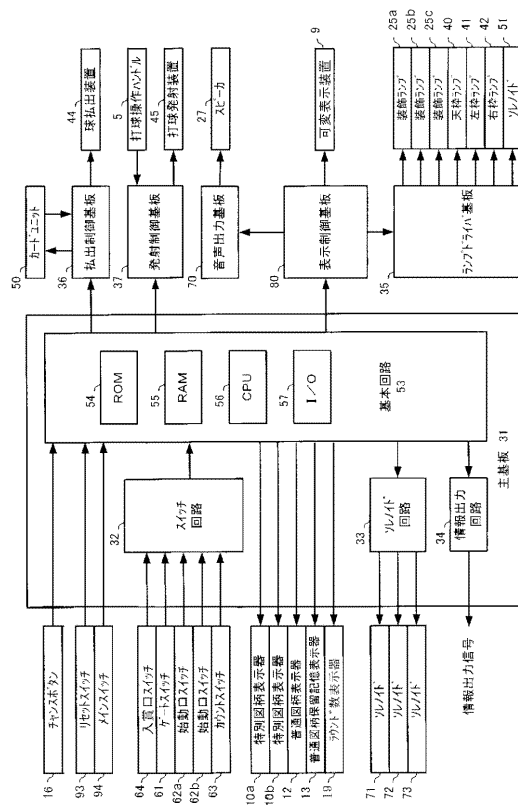 50
カードユニット
36
払出制御基板
44
球払出装置
37
発射制御基板
5
打球操作ハンドル
45
打球発射装置
70
音声出力基板
27
スピーカ
80
表示制御基板
9
可変表示装置
35
ランプドライバ基板
装飾ランプ
25a
装飾ランプ
25b
装飾ランプ
25c
天枠ランプ
40
左枠ランプ
41
右枠ランプ
42
ソレノイド
51
54
ROM
55
RAM
56
CPU
57
I/O
基本回路
53
主基板 31
32
スイッチ
回路
33
ソレノイド
回路
34
情報出力
回路
16
チャンスボタン
93
リセットスイッチ
94
メインスイッチ
64
入賞口スイッチ
61
ゲートスイッチ
62a
始動口スイッチ
62b
始動口スイッチ
63
カウントスイッチ
10a
特別図柄表示器
10b
特別図柄表示器
12
普通図柄表示器
13
普通図柄保留記憶表示器
19
ラウンド数表示器
71
ソレノイド
72
ソレノイド
73
ソレノイド
情報出力信号